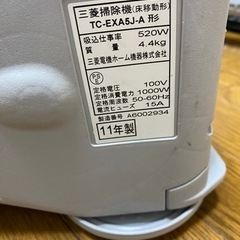 三菱掃除機(床移動形)
TC-EXA5J-A 形
吸込仕事率 520W
4.4kg
三菱電機ホーム機器株式会社
PS
E
定格電圧 100V
定格消費電力 1000W
定格周波数 50-60Hz
電流ヒューズ 15A
製造番号 A6002934
11年製